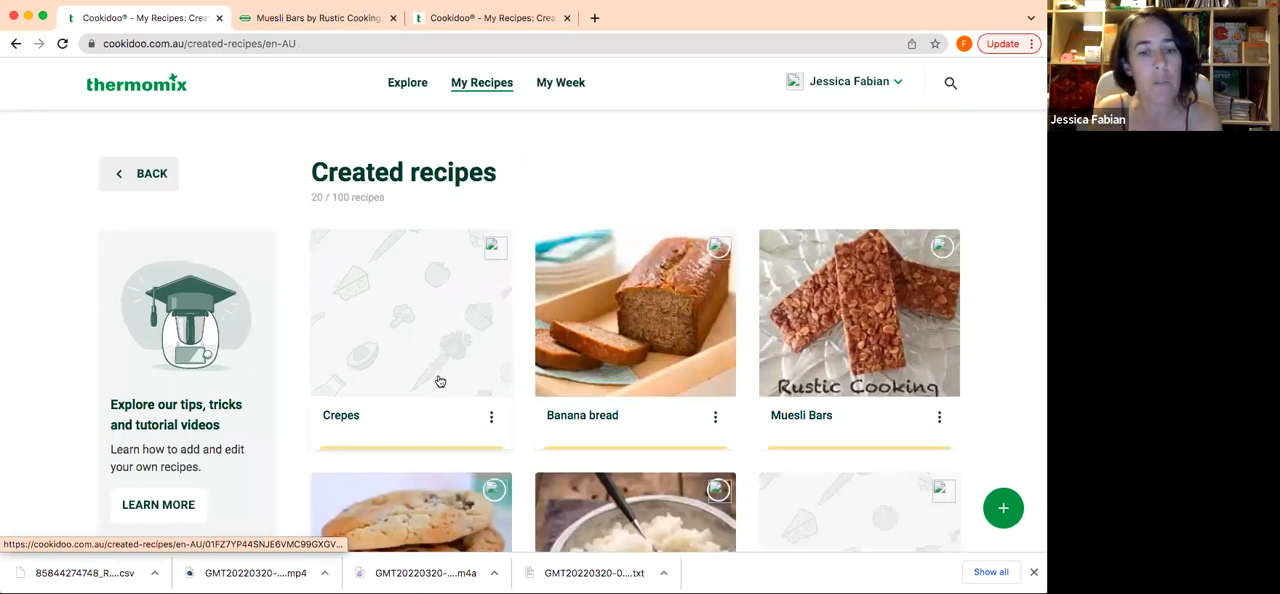 Cookidoo® - My Recipes: Crea
Muesli Bars by Rustic Cooking.
Cookidoo® - My Recipes: Crea
cookidoo.com.au/created-recipes/en-AU
F
Update
thermomix
Explore
My Recipes
My Week
Jessica Fabian
BACK
Created recipes
20 / 100 recipes
Explore our tips, tricks
and tutorial videos
Learn how to add and edit
your own recipes.
LEARN MORE
Crepes
Banana bread
Rustic Cooking
Muesli Bars
https://cookidoo.com.au/created-recipes/en-AU/01FZ7YP44SNJE6VMC99GXGV...
85844274748_R....csv
GMT20220320-....mp4
GMT20220320-....m4a
GMT20220320-0....txt
Show all
Jessica Fabian